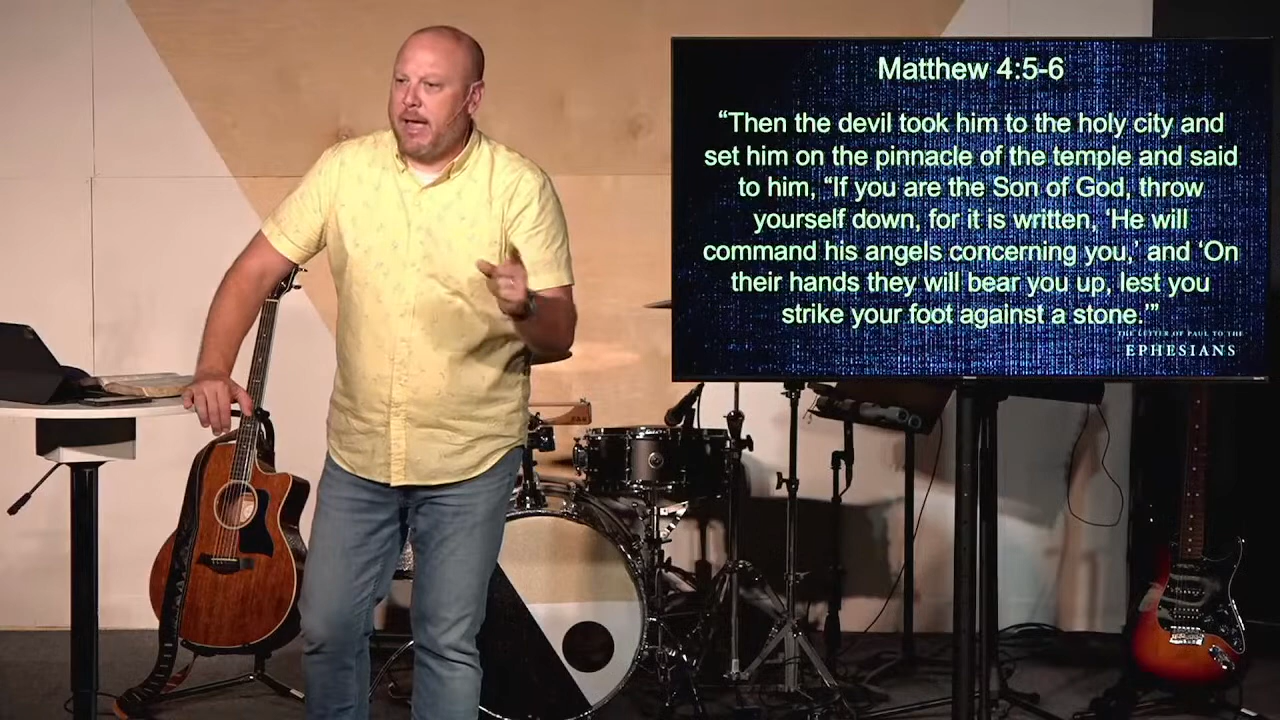 Matthew 4:5-6
“Then the devil took him to the holy city and
set him on the pinnacle of the temple and said
to him, “If you are the Son of God, throw
yourself down, for it is written, ‘He will
command his angels concerning you,’ and ‘On
their hands they will bear you up, lest you
strike your foot against a stone.’”
THE LETTER OF PAUL TO THE
EPHESIANS